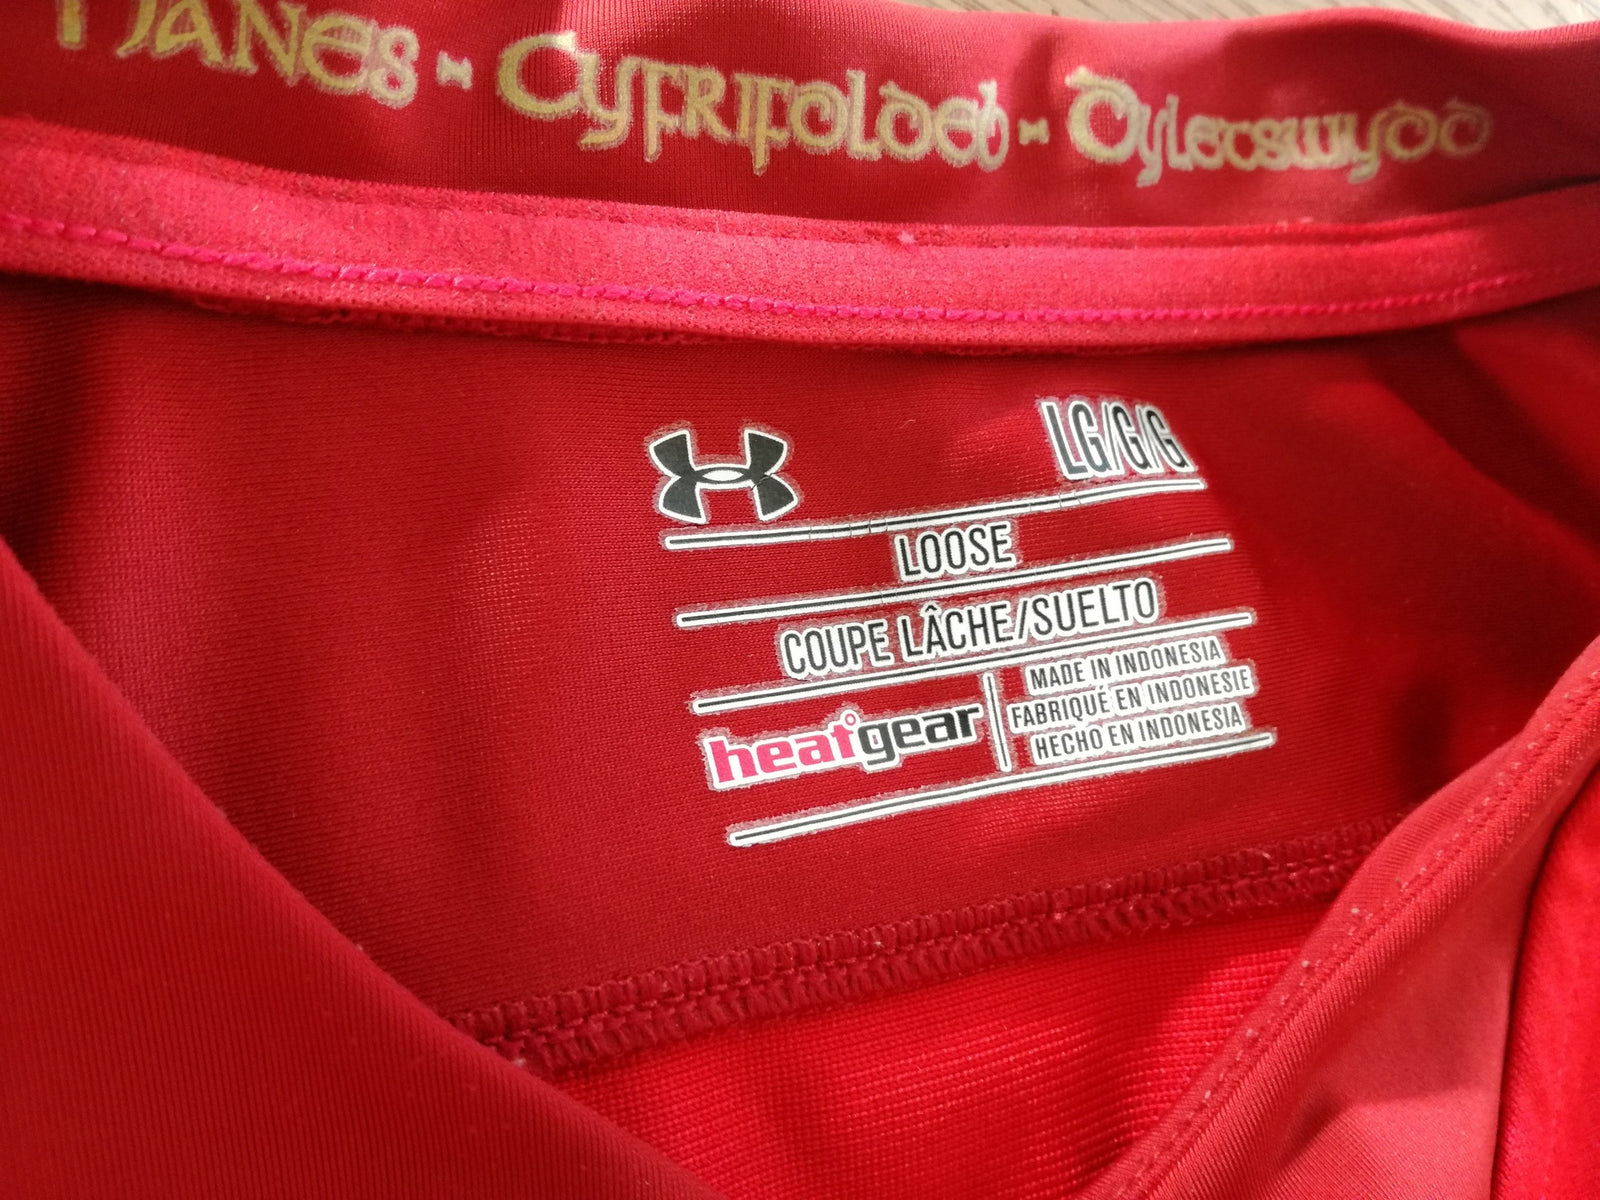 Hanes - Cyfrifoldeb - Dyletswydd
LG/G/G
LOOSE
COUPE LÂCHE/SUELTO
heatgear
MADE IN INDONESIA
FABRIQUÉ EN INDONESIE
HECHO EN INDONESIA